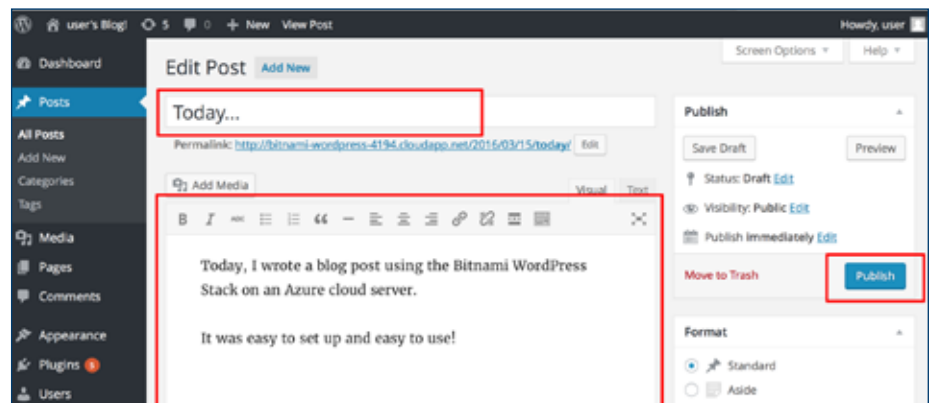 user's Blog! 5 0 + New View Post Howdy, user
Screen Options Help
Dashboard
Posts
All Posts
Add New
Categories
Tags
Media
Pages
Comments
Appearance
Plugins 5
Users
Edit Post Add New
Today...
Permalink: http://bitnami-wordpress-4194.cloudapp.net/2016/03/15/today/ Edit
Add Media Visual Text
B I ABC
Today, I wrote a blog post using the Bitnami WordPress
Stack on an Azure cloud server.
It was easy to set up and easy to use!
Publish
Save Draft Preview
Status: Draft Edit
Visibility: Public Edit
Publish immediately Edit
Move to Trash Publish
Format
Standard
Aside